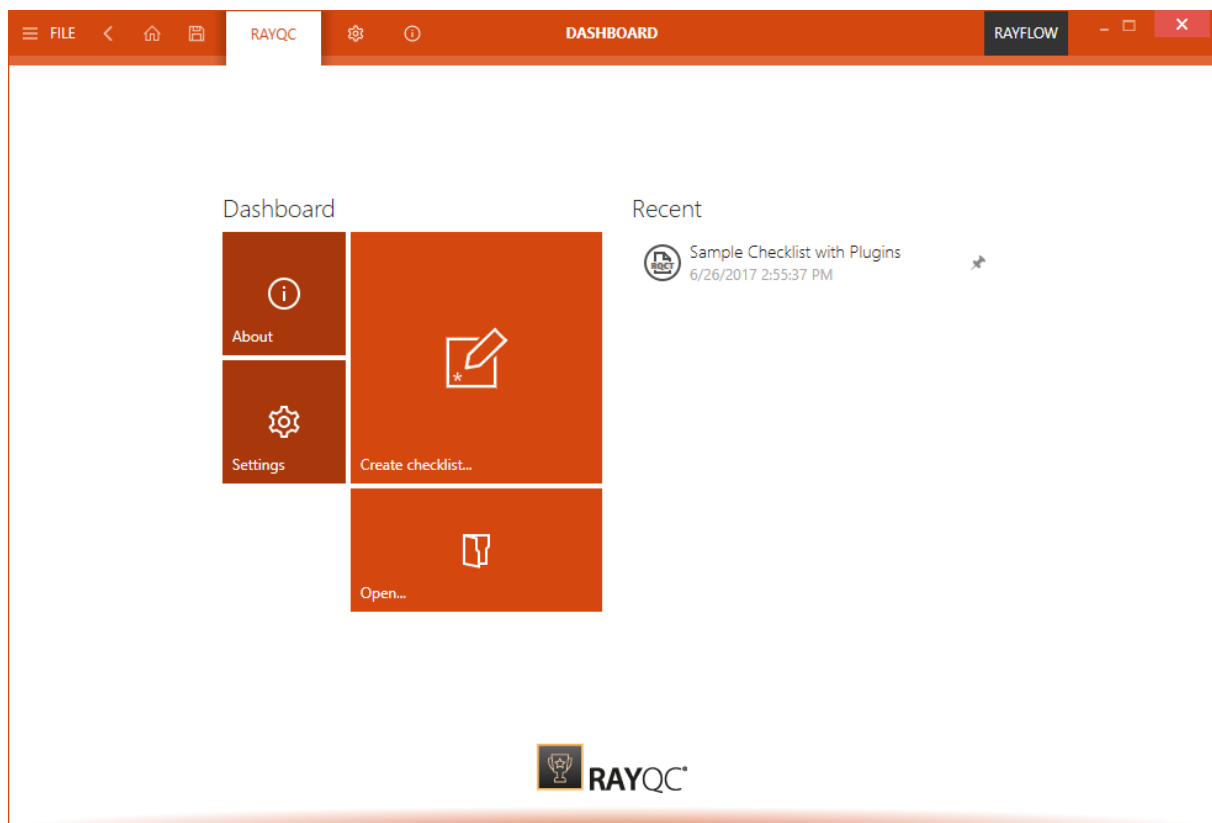 FILE
RAYQC
DASHBOARD
RAYFLOW
Dashboard
About
Settings
Create checklist...
Open...
Recent
RQCT
Sample Checklist with Plugins
6/26/2017 2:55:37 PM
RAYQC